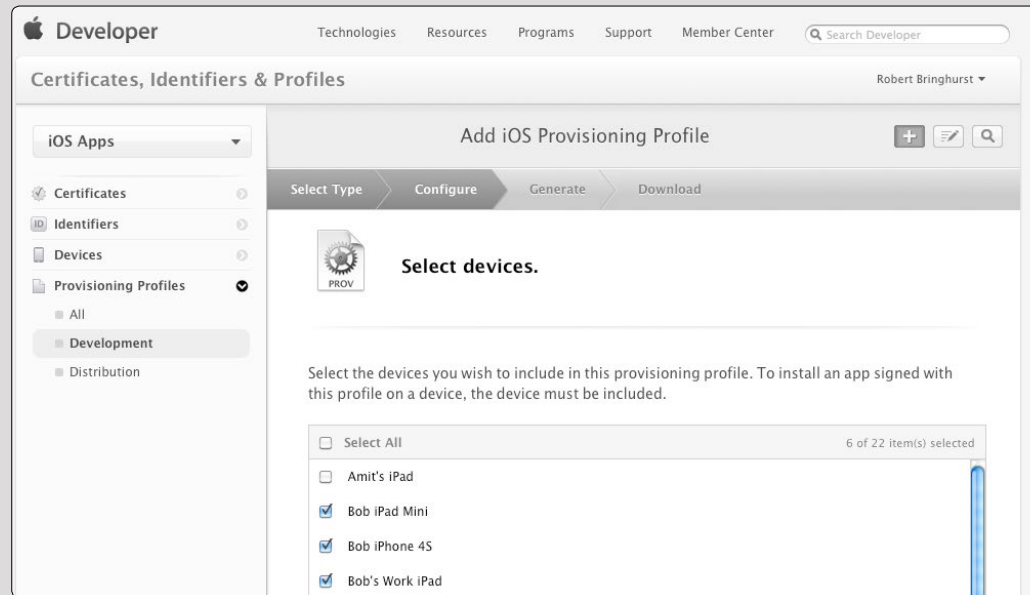 Developer
Technologies Resources Programs Support Member Center
Search Developer
Certificates, Identifiers & Profiles
Robert Bringhurst
iOS Apps
Add iOS Provisioning Profile
Select Type Configure Generate Download
Certificates
ID Identifiers
Devices
Provisioning Profiles
All
Development
Distribution
PROV
Select devices.
Select the devices you wish to include in this provisioning profile. To install an app signed with
this profile on a device, the device must be included.
Select All 6 of 22 item(s) selected
Amit's iPad
Bob iPad Mini
Bob iPhone 4S
Bob's Work iPad